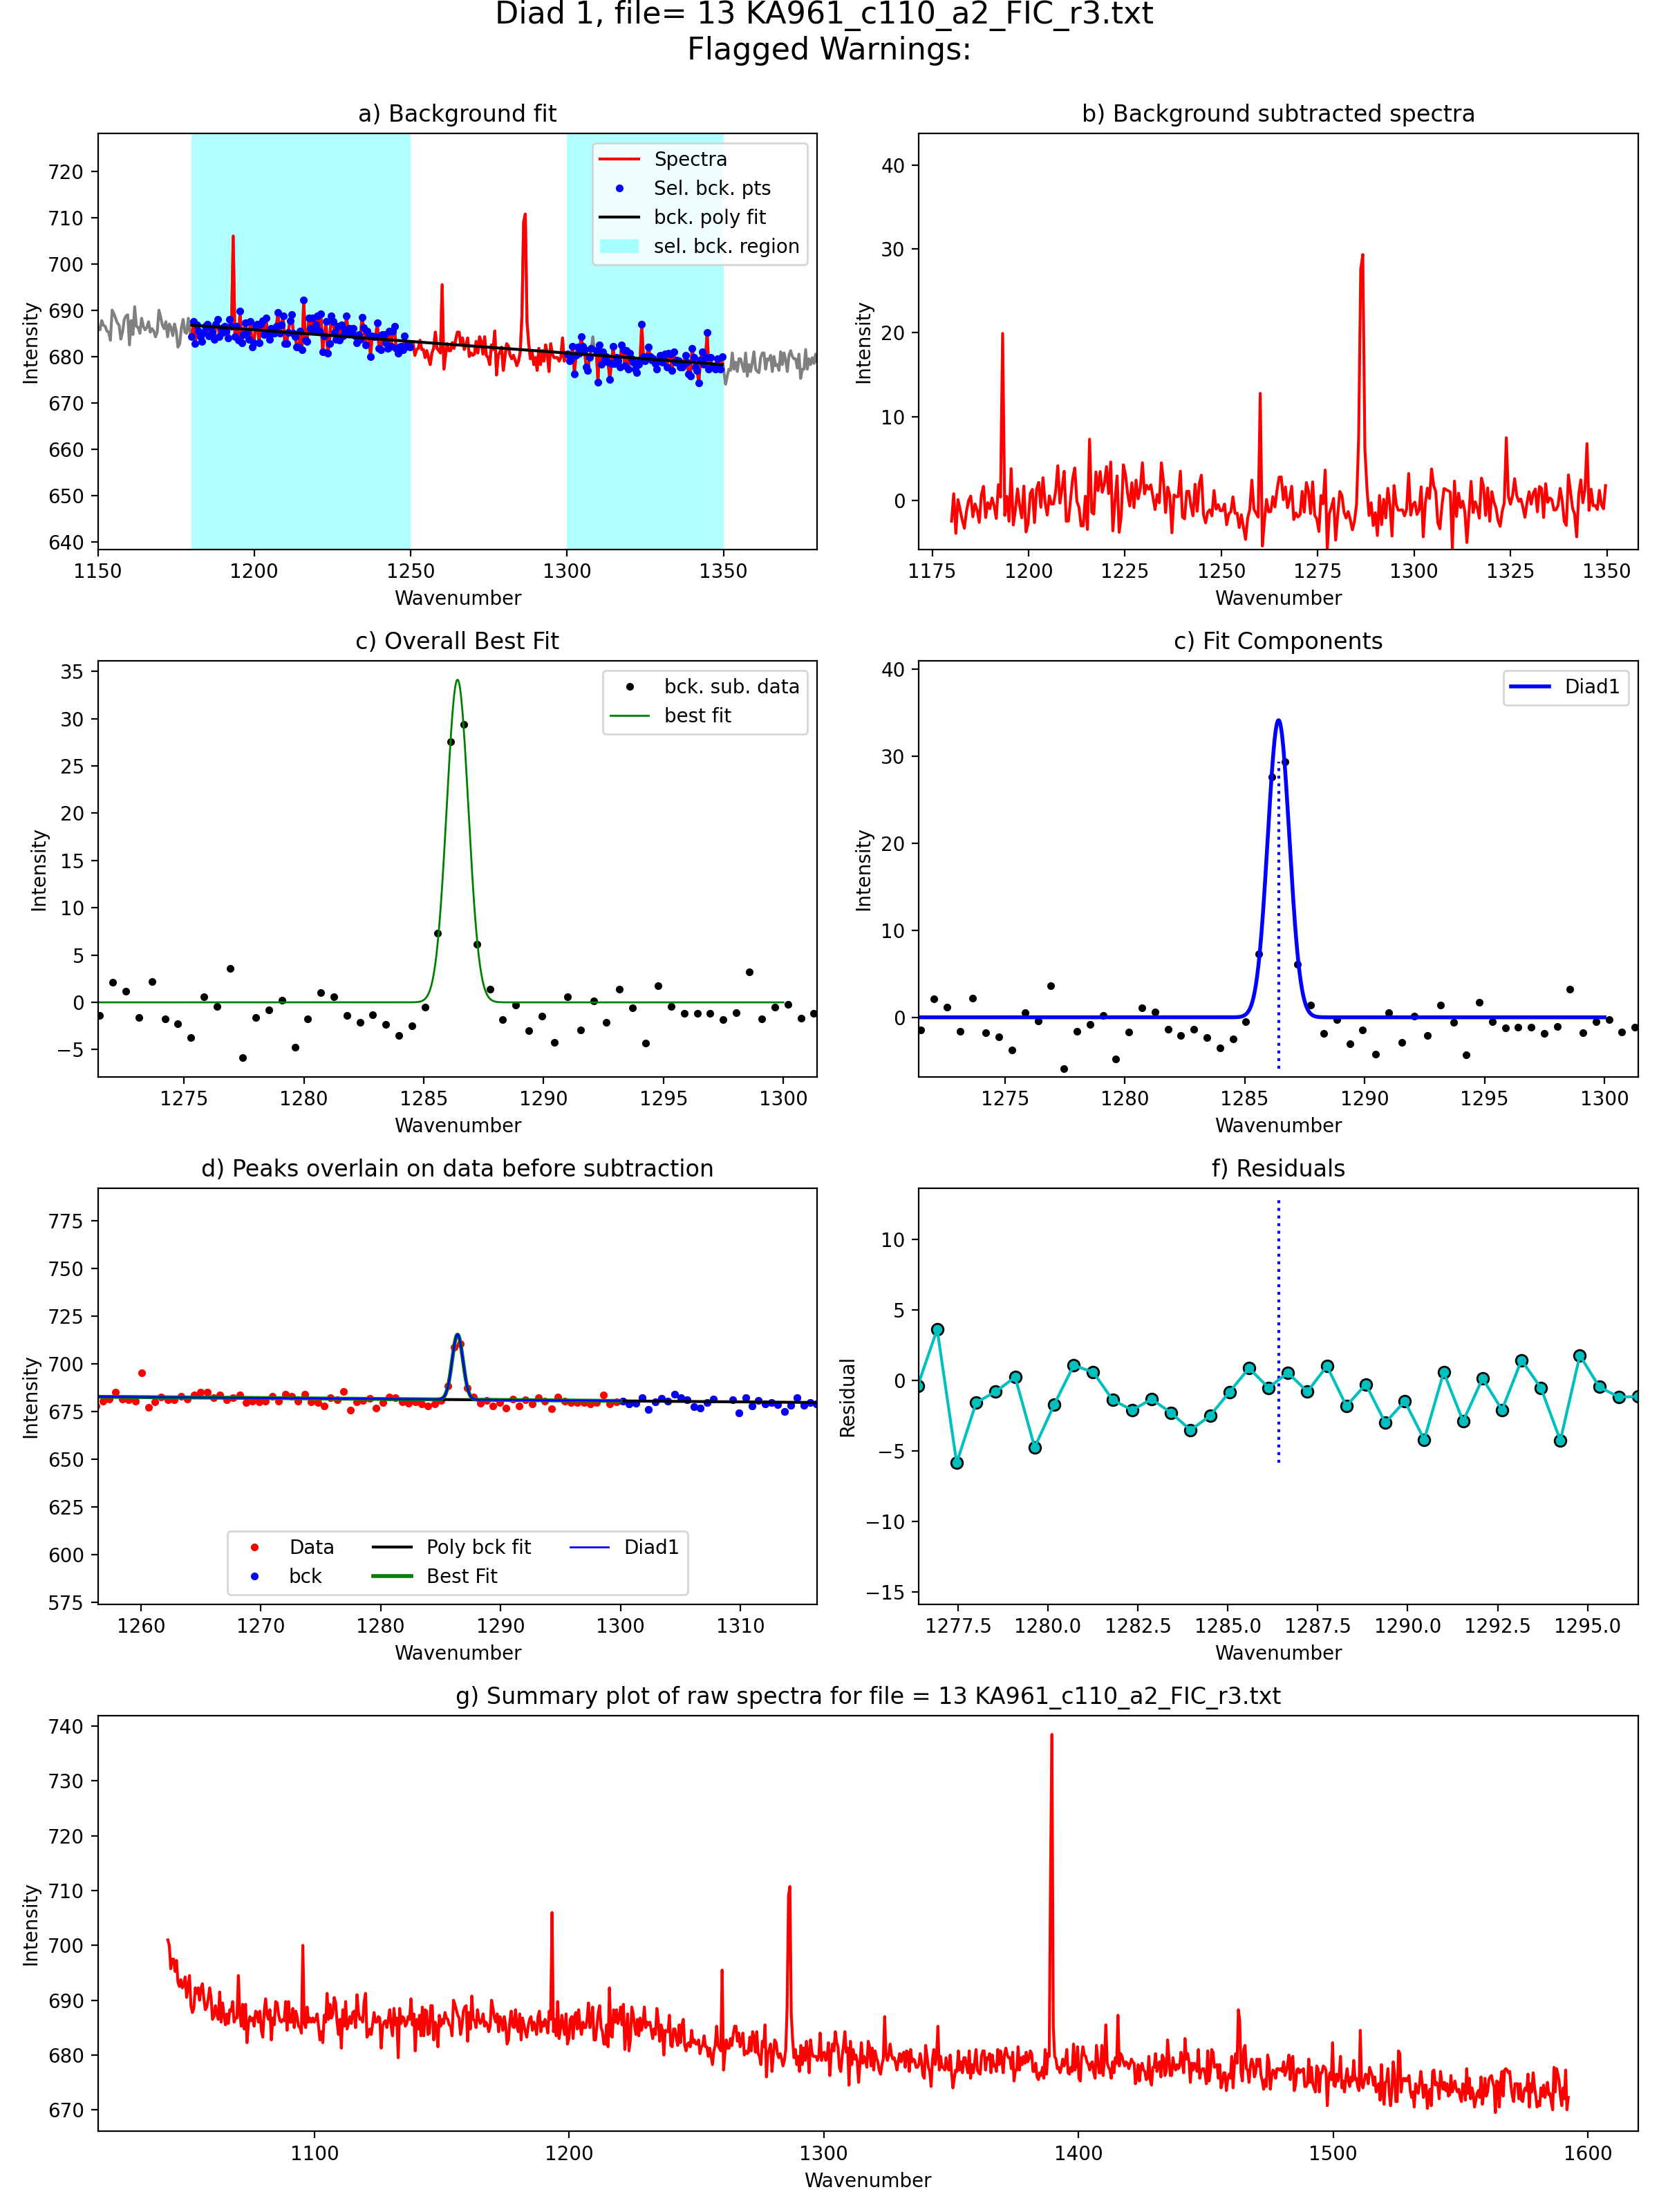 Diad 1, file= 13 KA961_c110_a2_FIC_r3.txt
Flagged Warnings:
a) Background fit
720
710
700
690
680
670
660
650
640
Intensity
Spectra
Sel. bck. pts
bck. poly fit
sel. bck. region
1150
1200
1250
1300
1350
Wavenumber
b) Background subtracted spectra
40
30
20
10
0
Intensity
1175
1200
1225
1250
1275
1300
1325
1350
Wavenumber
c) Overall Best Fit
35
30
25
20
15
10
5
0
−5
Intensity
bck. sub. data
best fit
1275
1280
1285
1290
1295
1300
Wavenumber
c) Fit Components
40
30
20
10
0
Intensity
Diad1
1275
1280
1285
1290
1295
1300
Wavenumber
d) Peaks overlain on data before subtraction
775
750
725
700
675
650
625
600
575
Intensity
Data
bck
Poly bck fit
Best Fit
Diad1
1260
1270
1280
1290
1300
1310
Wavenumber
f) Residuals
10
5
0
−5
−10
−15
Residual
1277.5
1280.0
1282.5
1285.0
1287.5
1290.0
1292.5
1295.0
Wavenumber
g) Summary plot of raw spectra for file = 13 KA961_c110_a2_FIC_r3.txt
740
730
720
710
700
690
680
670
Intensity
1100
1200
1300
1400
1500
1600
Wavenumber